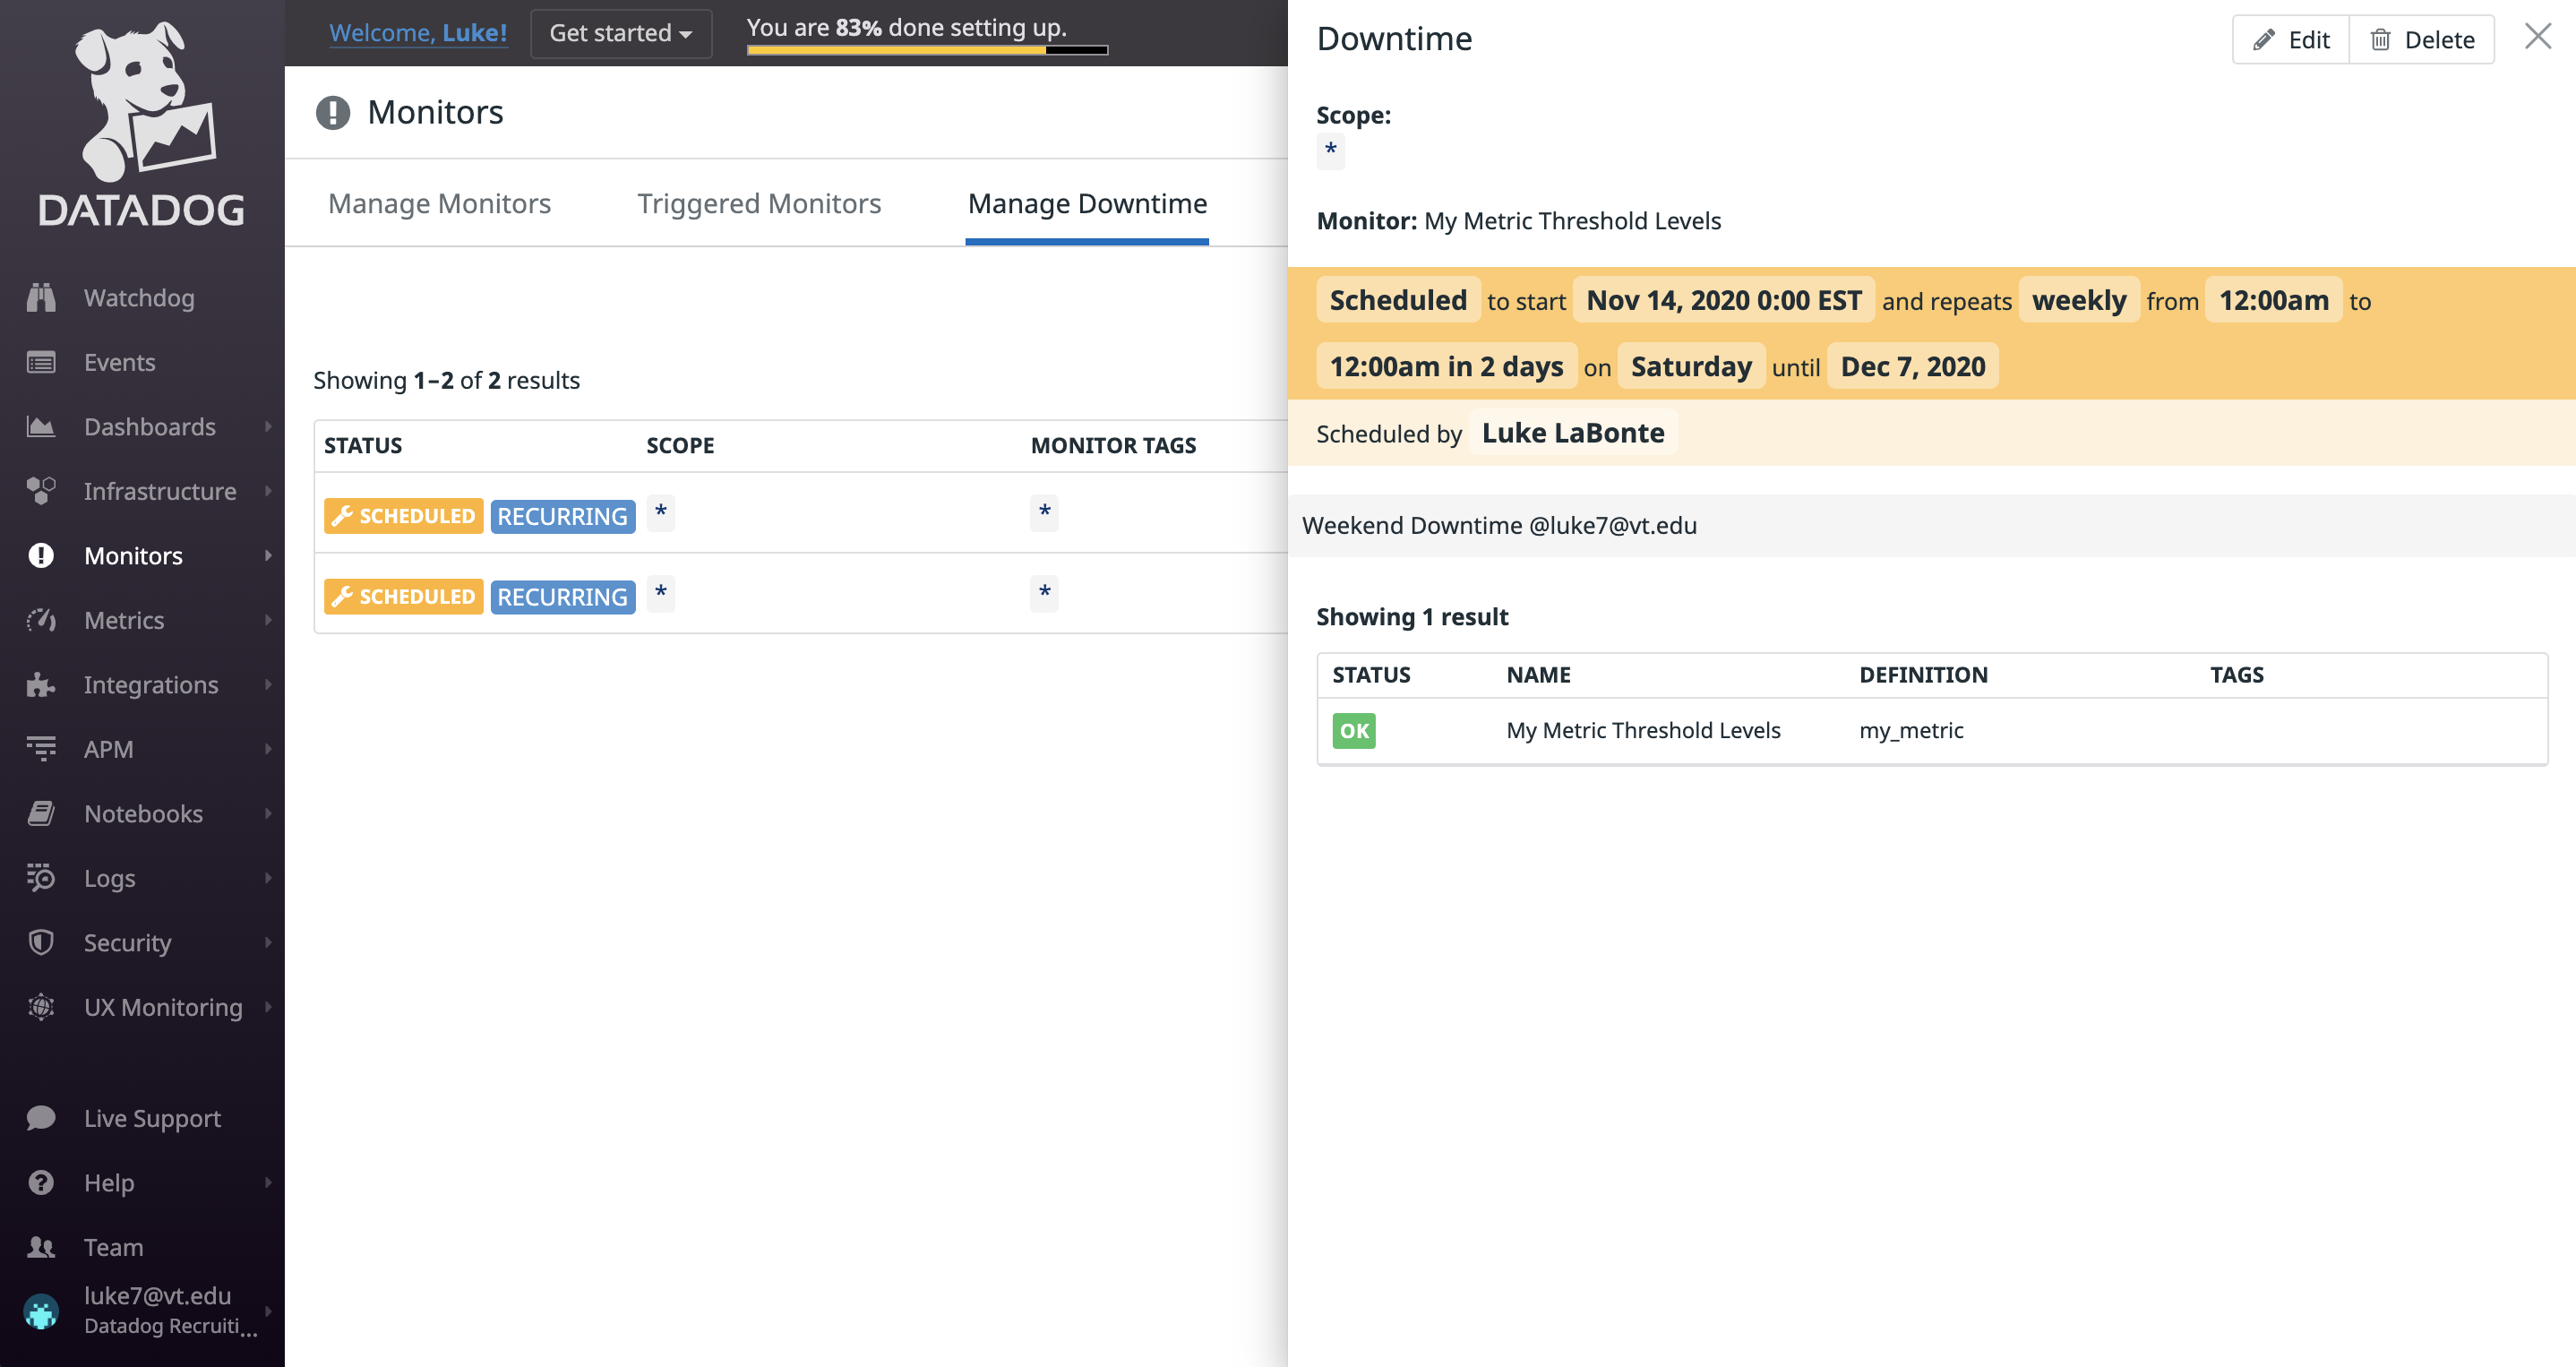 DATADOG
Watchdog
Events
Dashboards
Infrastructure
Monitors
Metrics
Integrations
APM
Notebooks
Logs
Security
UX Monitoring
Live Support
Help
Team
luke7@vt.edu
Datadog Recruiti...
Welcome, Luke!
Get started
You are 83% done setting up.
Monitors
Manage Monitors
Triggered Monitors
Manage Downtime
Showing 1–2 of 2 results
STATUS SCOPE MONITOR TAGS
SCHEDULED RECURRING * *
SCHEDULED RECURRING * *
Downtime
Edit
Delete
Scope:
*
Monitor: My Metric Threshold Levels
Scheduled to start Nov 14, 2020 0:00 EST and repeats weekly from 12:00am to
12:00am in 2 days on Saturday until Dec 7, 2020
Scheduled by Luke LaBonte
Weekend Downtime @luke7@vt.edu
Showing 1 result
STATUS NAME DEFINITION TAGS
OK My Metric Threshold Levels my_metric